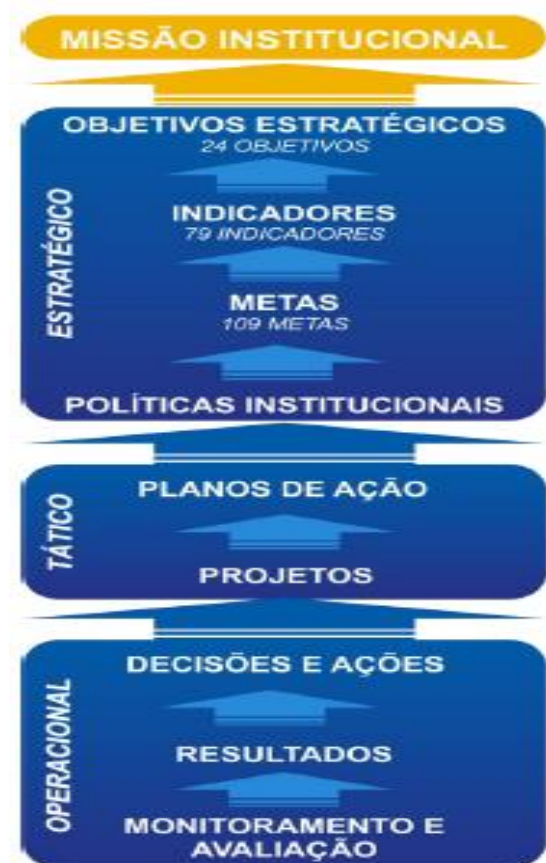 MISSÃO INSTITUCIONAL
OBJETIVOS ESTRATÉGICOS
24 OBJETIVOS
INDICADORES
79 INDICADORES
METAS
109 METAS
POLÍTICAS INSTITUCIONAIS
ESTRATÉGICO
PLANOS DE AÇÃO
PROJETOS
TÁTICO
DECISÕES E AÇÕES
RESULTADOS
MONITORAMENTO E
AVALIAÇÃO
OPERACIONAL